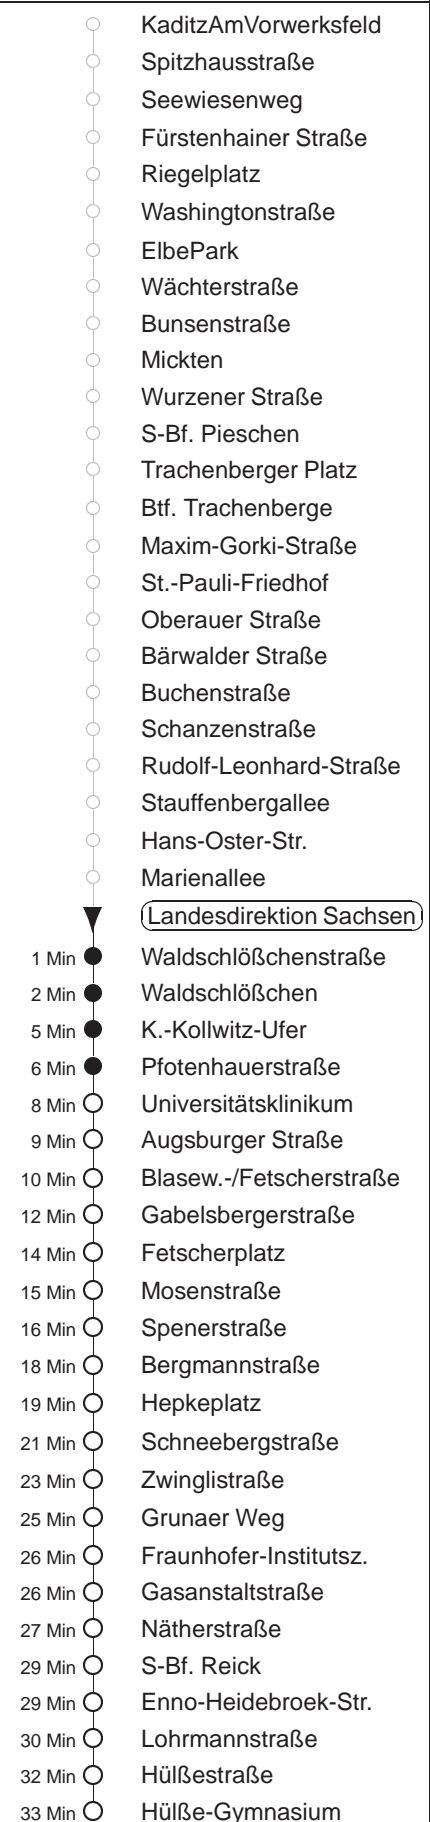 KaditzAmVorwerksfeld
Spitzhausstraße
Seewiesenweg
Fürstenhainer Straße
Riegelplatz
Washingtonstraße
ElbePark
Wächterstraße
Bunsenstraße
Mickten
Wurzener Straße
S-Bf. Pieschen
Trachenberger Platz
Btf. Trachenberge
Maxim-Gorki-Straße
St.-Pauli-Friedhof
Oberauer Straße
Bärwalder Straße
Buchenstraße
Schanzenstraße
Rudolf-Leonhard-Straße
Stauffenbergallee
Hans-Oster-Str.
Marienallee
Landesdirektion Sachsen
1 Min Waldschlößchenstraße
2 Min Waldschlößchen
5 Min K.-Kollwitz-Ufer
6 Min Pfotenhauerstraße
8 Min Universitätsklinikum
9 Min Augsburger Straße
10 Min Blasew.-/Fetscherstraße
12 Min Gabelsbergerstraße
14 Min Fetscherplatz
15 Min Mosenstraße
16 Min Spenerstraße
18 Min Bergmannstraße
19 Min Hepkeplatz
21 Min Schneebergstraße
23 Min Zwinglistraße
25 Min Grunaer Weg
26 Min Fraunhofer-Institutsz.
26 Min Gasanstaltstraße
27 Min Nätherstraße
29 Min S-Bf. Reick
29 Min Enno-Heidebroek-Str.
30 Min Lohrmannstraße
32 Min Hülßestraße
33 Min Hülße-Gymnasium